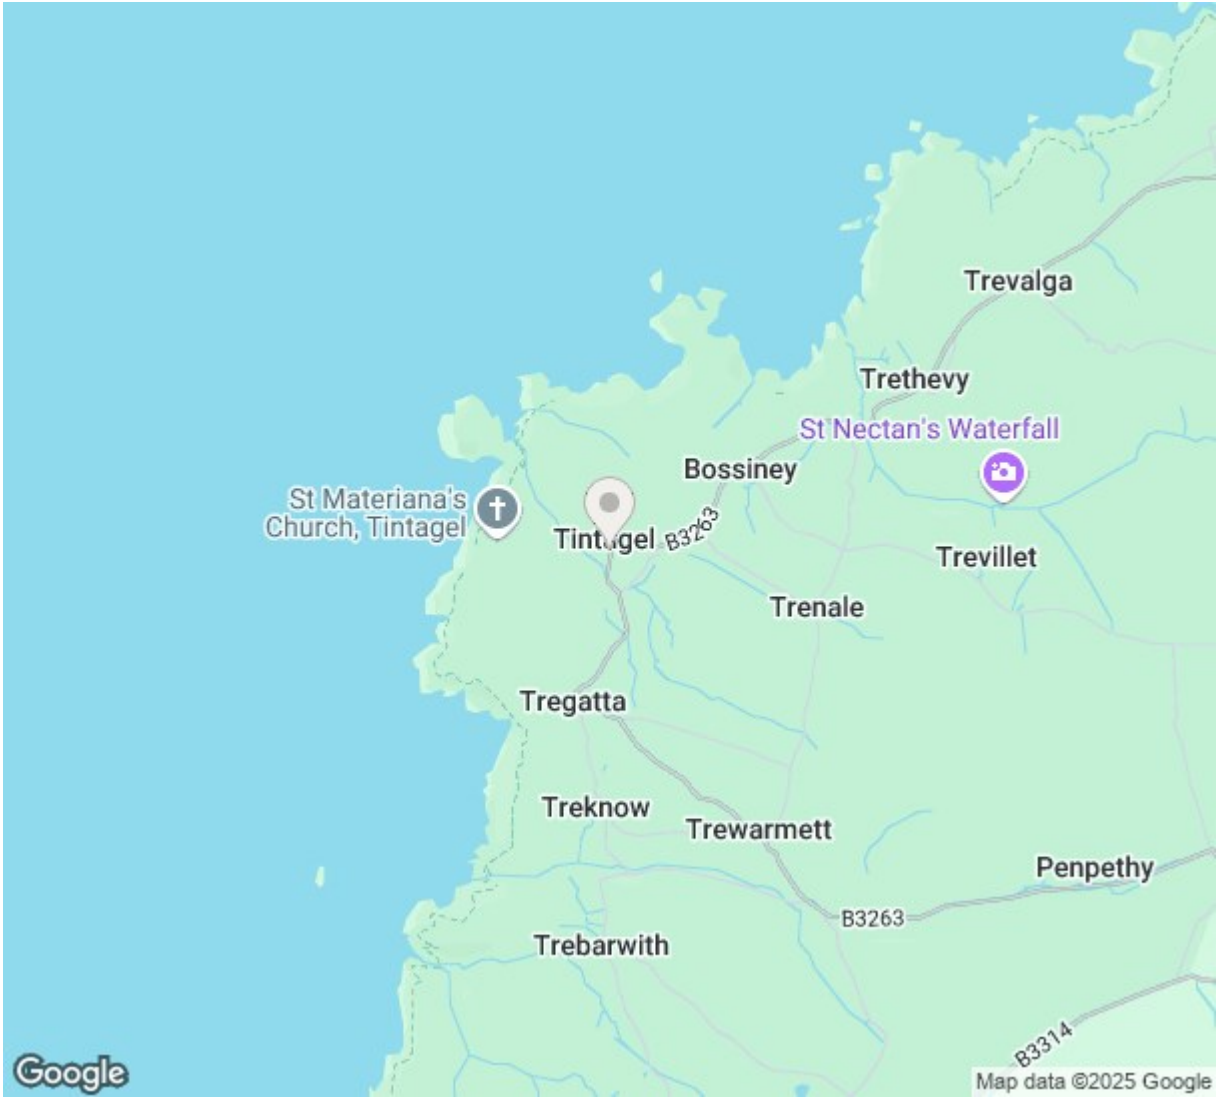 Trevalga
Trethevy
St Nectan's Waterfall
Bossiney
St Materiana's
Church, Tintagel
Tintagel
B3263
Trevillet
Trenale
Tregatta
Treknow
Trewarmett
Penpethy
B3263
Trebarwith
B3314
Google
Map data ©2025 Google